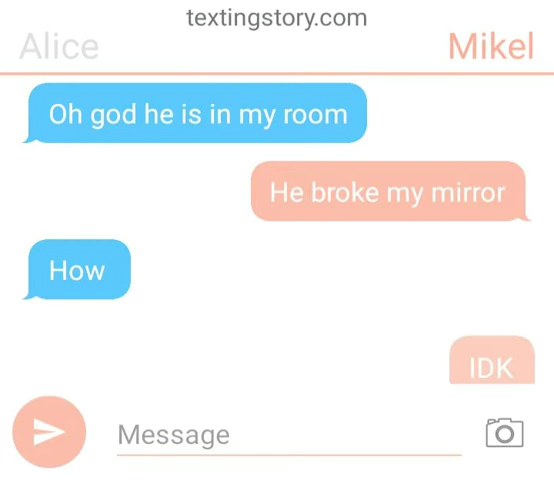 textingstory.com
Alice
Mikel
Oh god he is in my room
He broke my mirror
How
IDK
Message